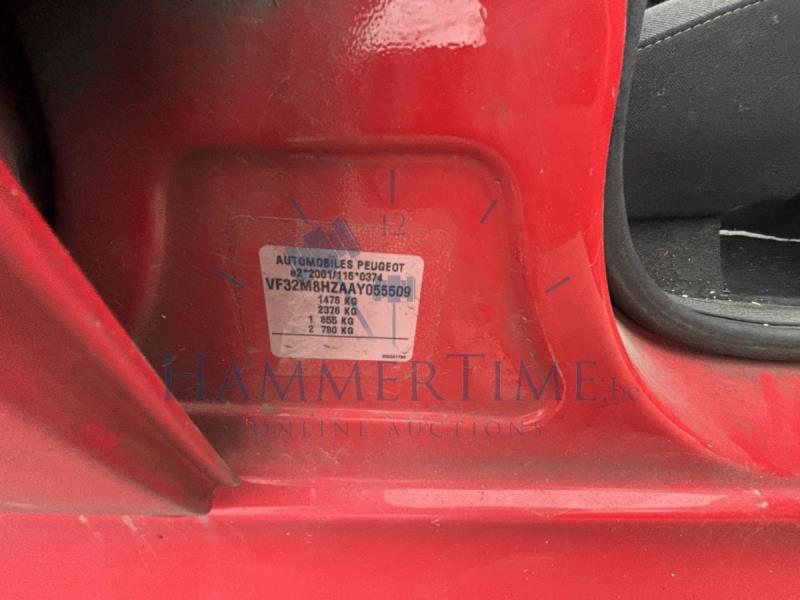 12
AUTOMOBILES PEUGEOT
e2*2001/116*0374
VF32M8HZAAY055509
1476 KG
2376 KG
1 855 KG
2 780 KG
HAMMERTIME.be
ONLINE AUCTIONS